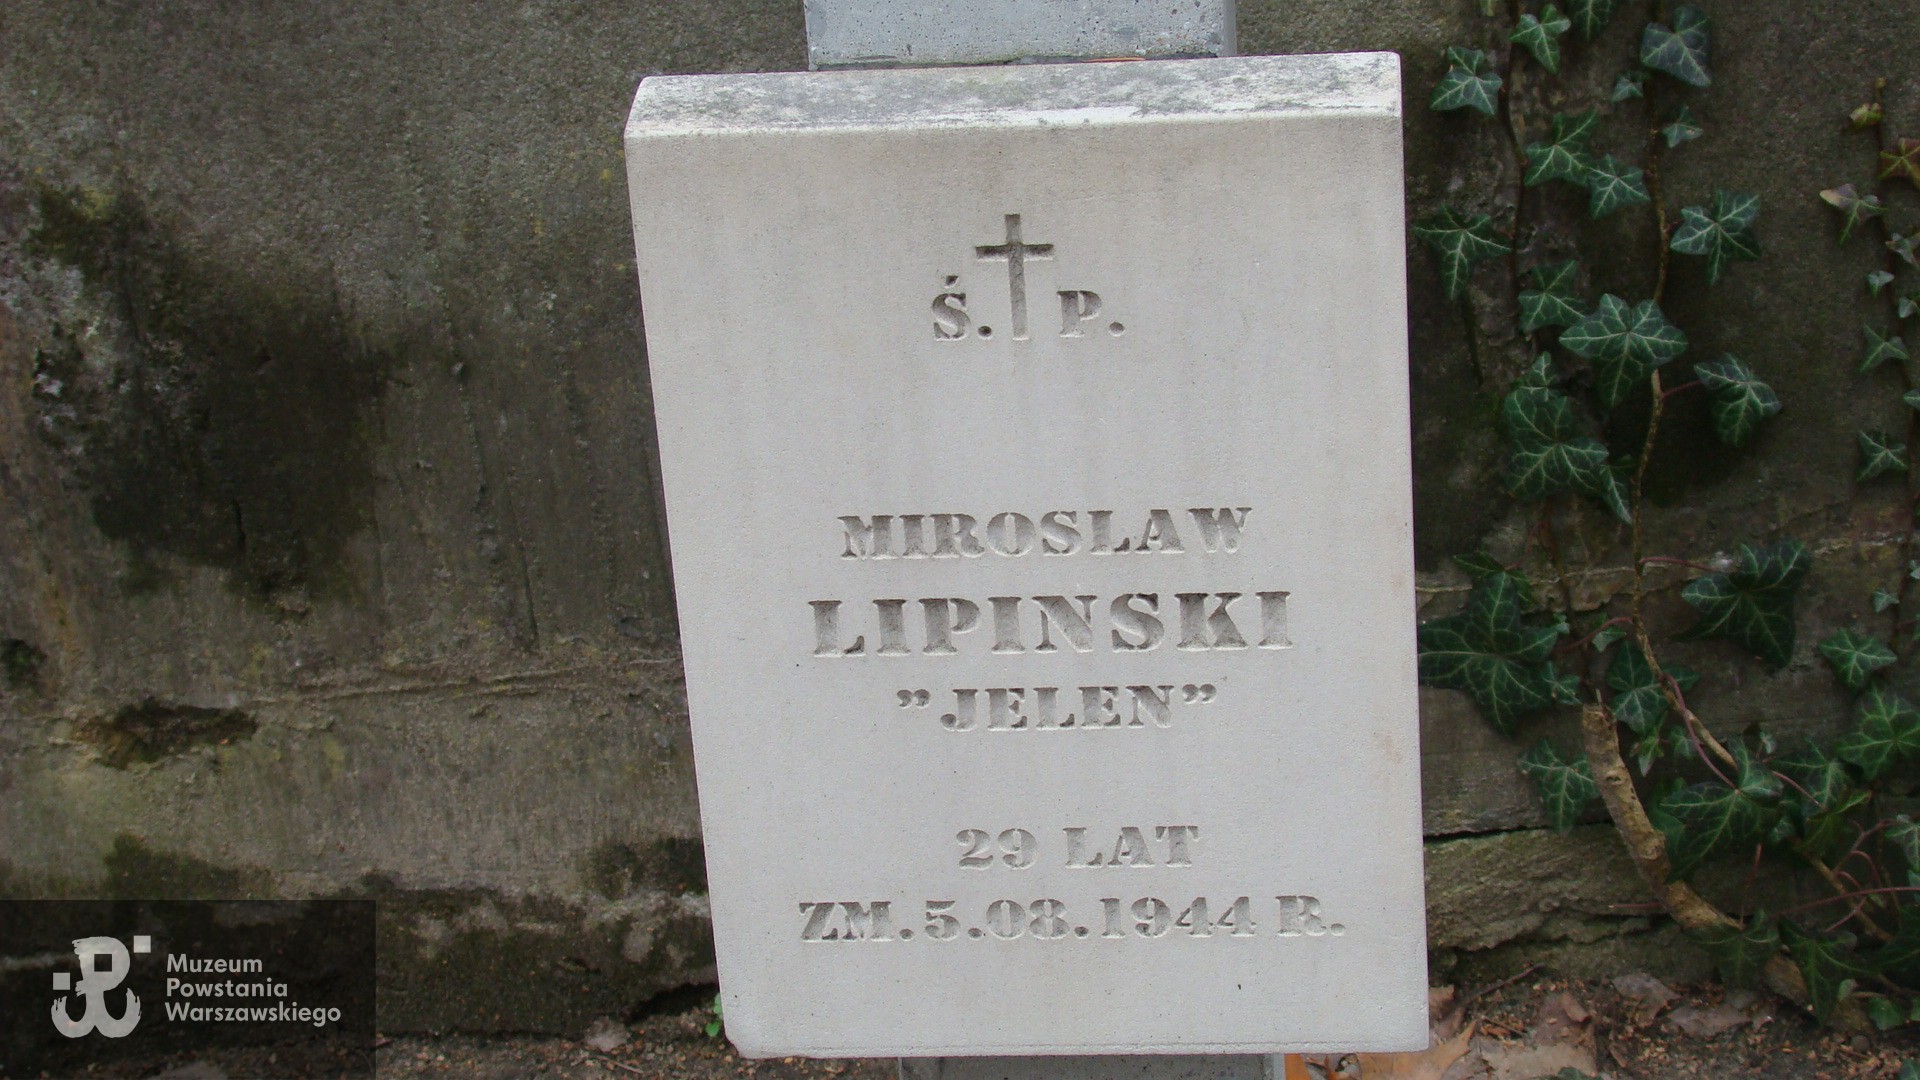 Ś. P.
MIROSLAW
LIPINSKI
"JELEN"
29 LAT
ZM. 5.08.1944 R.
Muzeum
Powstania
Warszawskiego